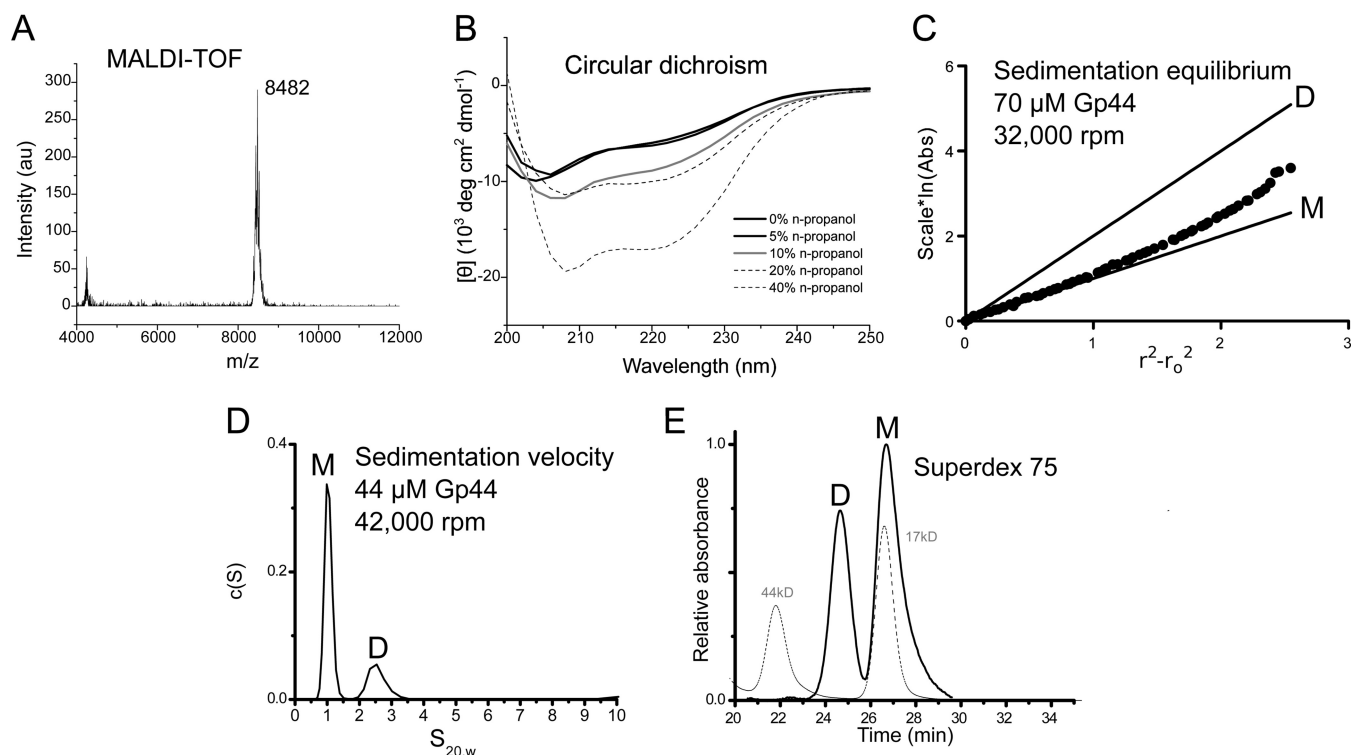 A
MALDI-TOF
8482
Intensity (au)
300
250
200
150
100
50
0
4000 6000 8000 10000 12000
m/z
B
Circular dichroism
[θ] (10³ deg cm² dmol⁻¹)
0
-10
-20
0% n-propanol
5% n-propanol
10% n-propanol
20% n-propanol
40% n-propanol
200 210 220 230 240 250
Wavelength (nm)
C
Sedimentation equilibrium
70 µM Gp44
32,000 rpm
D
M
Scale*ln(Abs)
6
4
2
0
0 1 2 3
r²-rₒ²
D
Sedimentation velocity
44 µM Gp44
42,000 rpm
M
D
c(S)
0.4
0.2
0.0
0 1 2 3 4 5 6 7 8 9 10
S20,w
E
Superdex 75
M
D
17kD
44kD
Relative absorbance
1.0
0.0
20 22 24 26 28 30 32 34
Time (min)